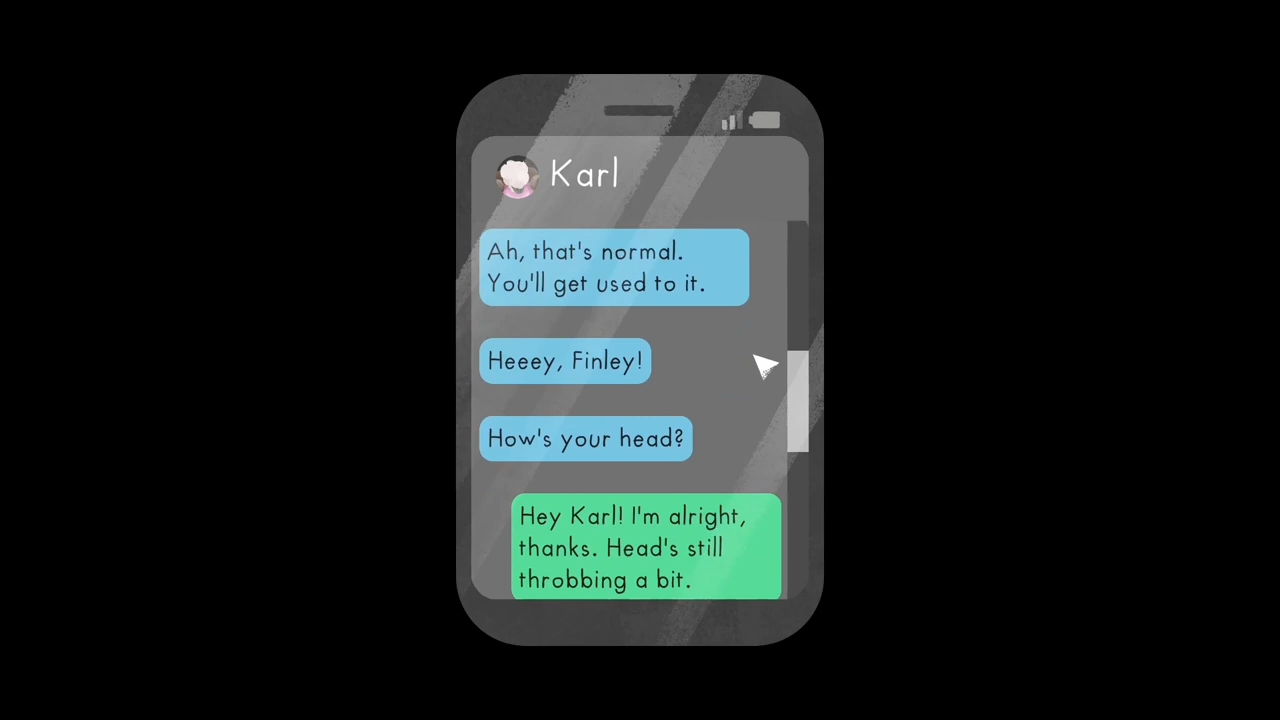 Karl
Ah, that's normal.
You'll get used to it.
Heeey, Finley!
How's your head?
Hey Karl! I'm alright,
thanks. Head's still
throbbing a bit.